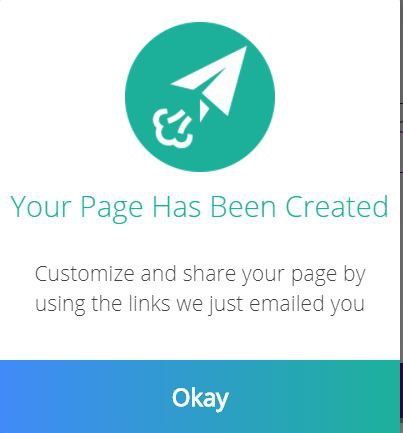 Your Page Has Been Created
Customize and share your page by
using the links we just emailed you
Okay